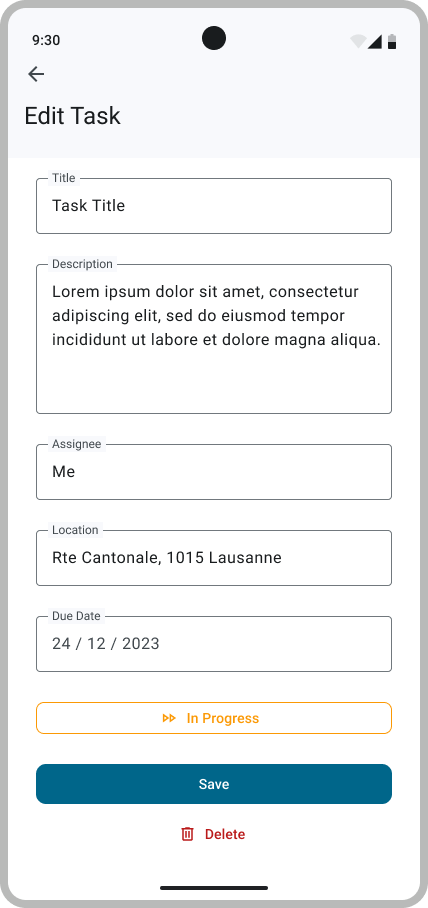 9:30
Edit Task
Title
Task Title
Description
Lorem ipsum dolor sit amet, consectetur
adipiscing elit, sed do eiusmod tempor
incididunt ut labore et dolore magna aliqua.
Assignee
Me
Location
Rte Cantonale, 1015 Lausanne
Due Date
24 / 12 / 2023
In Progress
Save
Delete